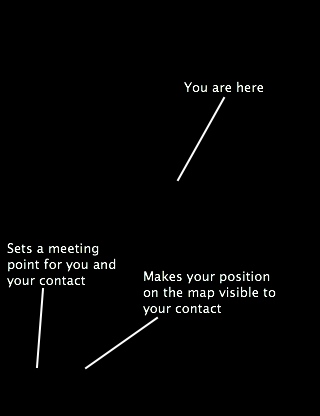 You are here
Sets a meeting
point for you and
your contact
Makes your position
on the map visible to
your contact